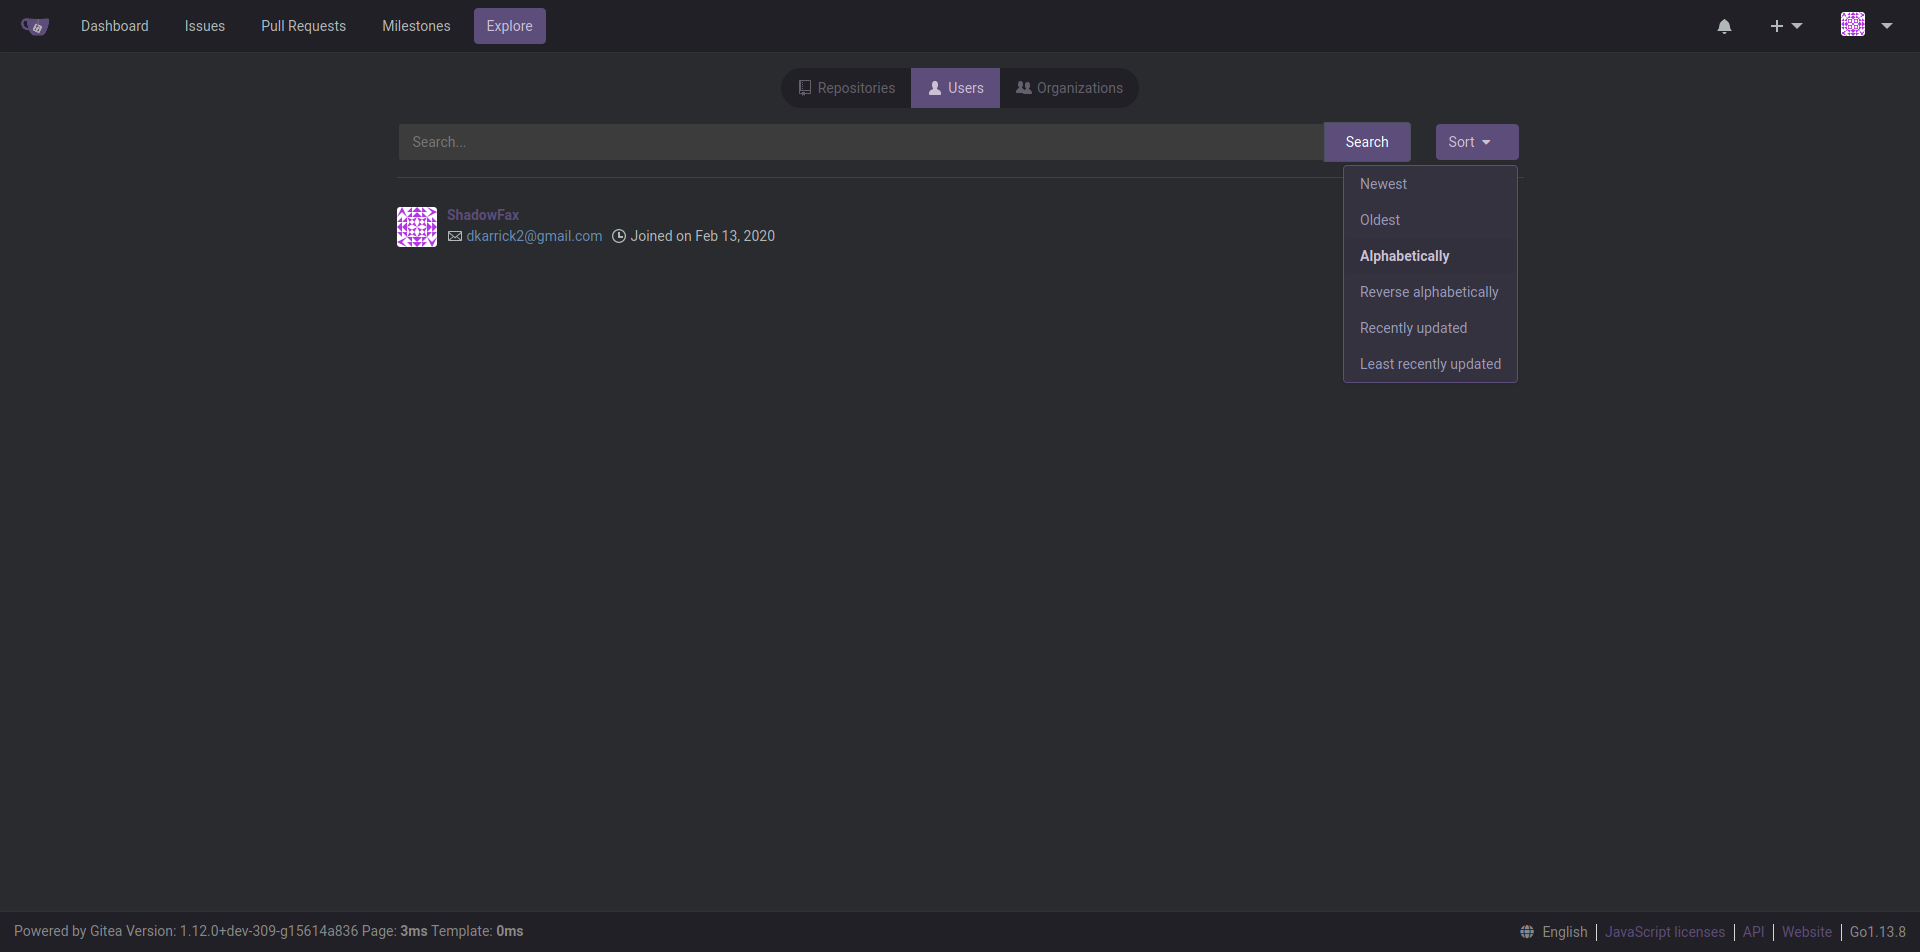 Dashboard Issues Pull Requests Milestones Explore
Repositories Users Organizations
Search... Search Sort
Newest
Oldest
Alphabetically
Reverse alphabetically
Recently updated
Least recently updated
ShadowFax
dkarrick2@gmail.com Joined on Feb 13, 2020
Powered by Gitea Version: 1.12.0+dev-309-g15614a836 Page: 3ms Template: 0ms
English JavaScript licenses API Website Go1.13.8